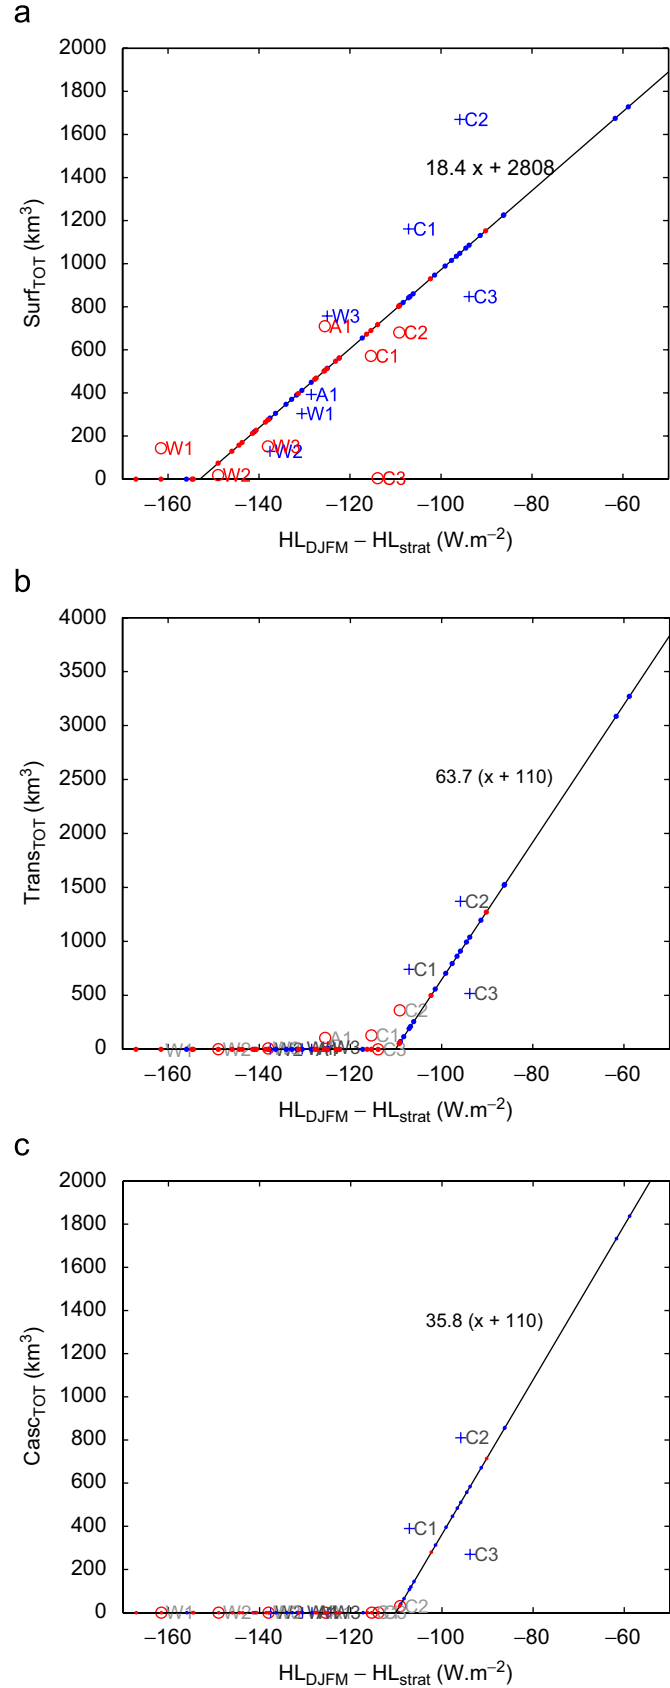 a
2000
1800
1600
1400
1200
1000
800
600
400
200
0
Surf_TOT (km³)
C2
18.4 x + 2808
C1
C3
W3
A1
C2
C1
A1
W1
W1
W3
W2
W2
C3
−160 −140 −120 −100 −80 −60
HL_DJFM − HL_strat (W.m⁻²)
b
4000
3500
3000
2500
2000
1500
1000
500
0
Trans_TOT (km³)
63.7 (x + 110)
C2
C1
C3
C2
A1
C1
W1
W2
W3
C3
−160 −140 −120 −100 −80 −60
HL_DJFM − HL_strat (W.m⁻²)
c
2000
1800
1600
1400
1200
1000
800
600
400
200
0
Casc_TOT (km³)
35.8 (x + 110)
C2
C1
C3
C2
W1
W2
W3
−160 −140 −120 −100 −80 −60
HL_DJFM − HL_strat (W.m⁻²)